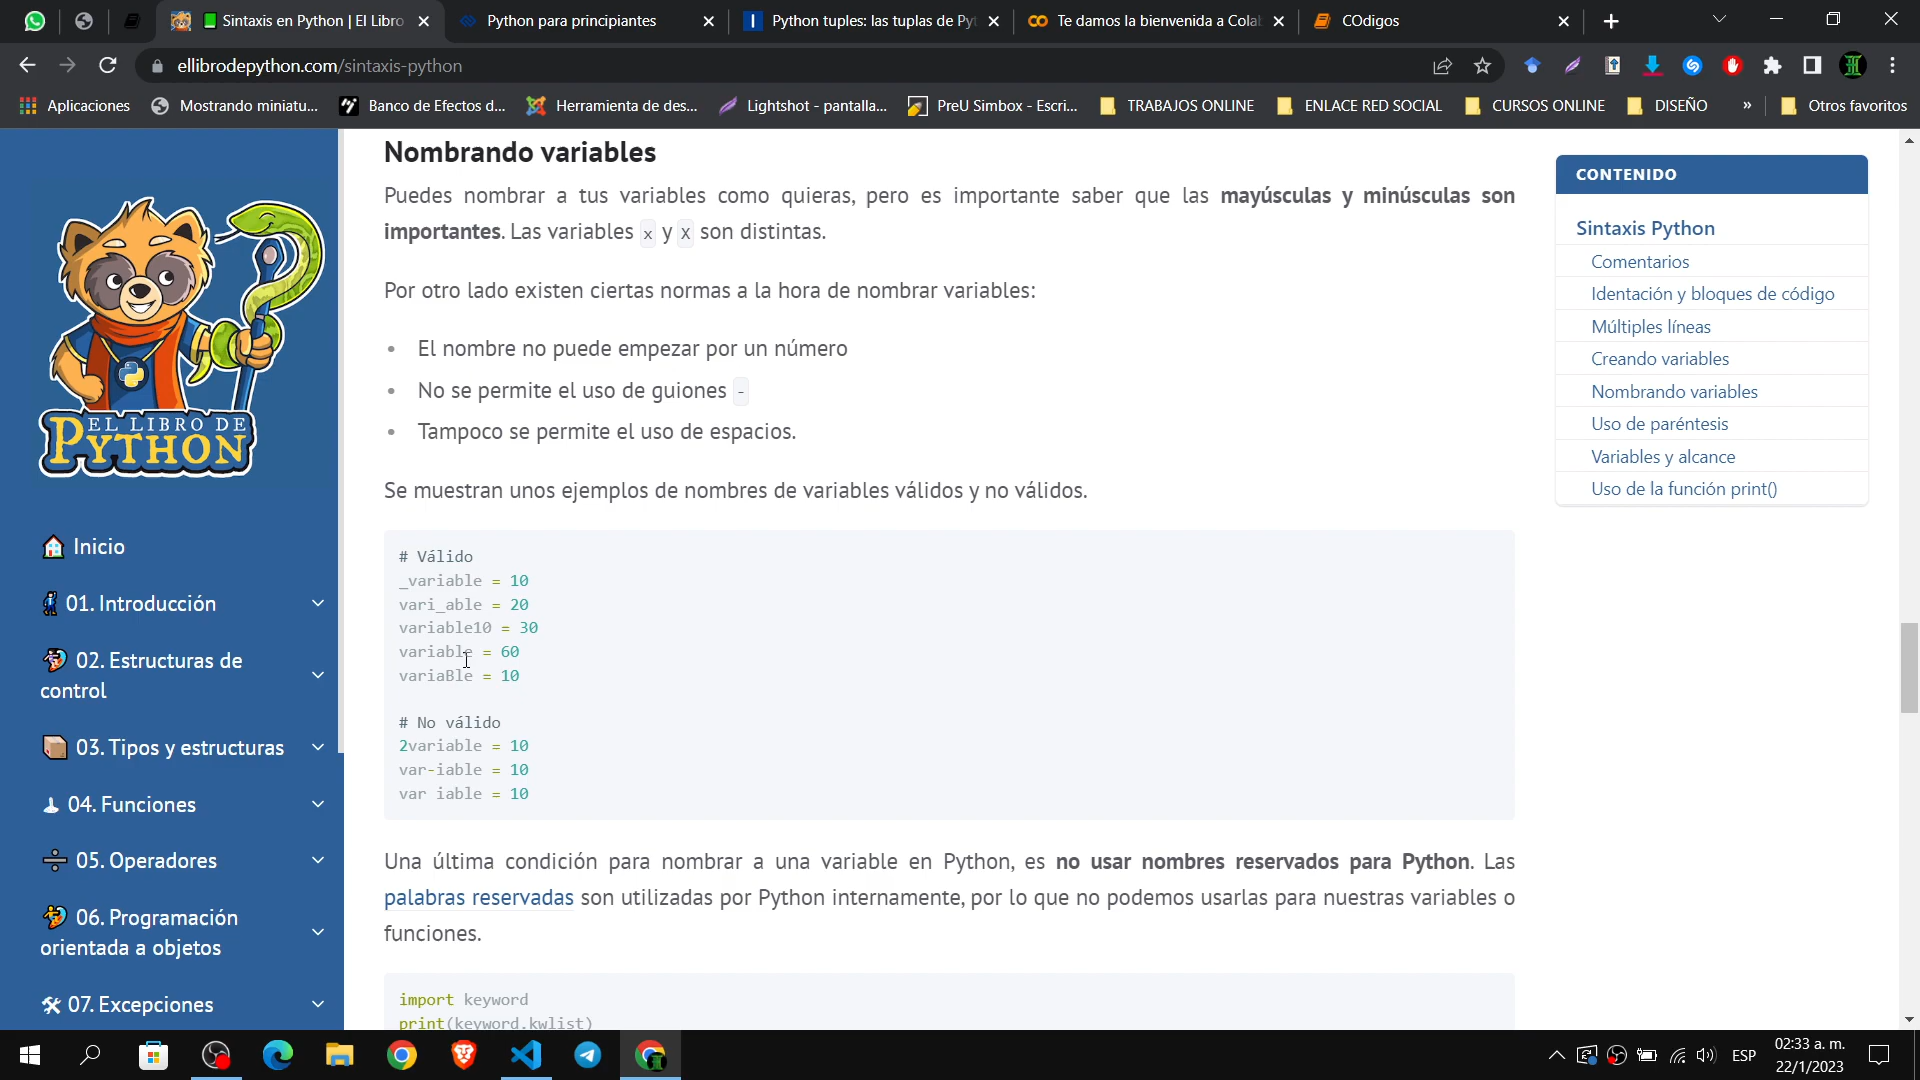 Sintaxis en Python | El Libro
Python para principiantes
Python tuples: las tuplas de Py
Te damos la bienvenida a Cola
COdigos
ellibrodepython.com/sintaxis-python
Aplicaciones
Mostrando miniatu...
Banco de Efectos d...
Herramienta de des...
Lightshot - pantalla...
PreU Simbox - Escri...
TRABAJOS ONLINE
ENLACE RED SOCIAL
CURSOS ONLINE
DISEÑO
»
Otros favoritos
EL LIBRO DE
PYTHON
Inicio
01. Introducción
02. Estructuras de
control
03. Tipos y estructuras
04. Funciones
05. Operadores
06. Programación
orientada a objetos
07. Excepciones
Nombrando variables
Puedes nombrar a tus variables como quieras, pero es importante saber que las mayúsculas y minúsculas son
importantes. Las variables x y X son distintas.
Por otro lado existen ciertas normas a la hora de nombrar variables:
• El nombre no puede empezar por un número
• No se permite el uso de guiones -
• Tampoco se permite el uso de espacios.
Se muestran unos ejemplos de nombres de variables válidos y no válidos.
# Válido
_variable = 10
vari_able = 20
variable10 = 30
variable = 60
variaBle = 10
# No válido
2variable = 10
var-iable = 10
var iable = 10
Una última condición para nombrar a una variable en Python, es no usar nombres reservados para Python. Las
palabras reservadas son utilizadas por Python internamente, por lo que no podemos usarlas para nuestras variables o
funciones.
import keyword
print(keyword.kwlist)
CONTENIDO
Sintaxis Python
Comentarios
Identación y bloques de código
Múltiples líneas
Creando variables
Nombrando variables
Uso de paréntesis
Variables y alcance
Uso de la función print()
ESP
02:33 a. m.
22/1/2023